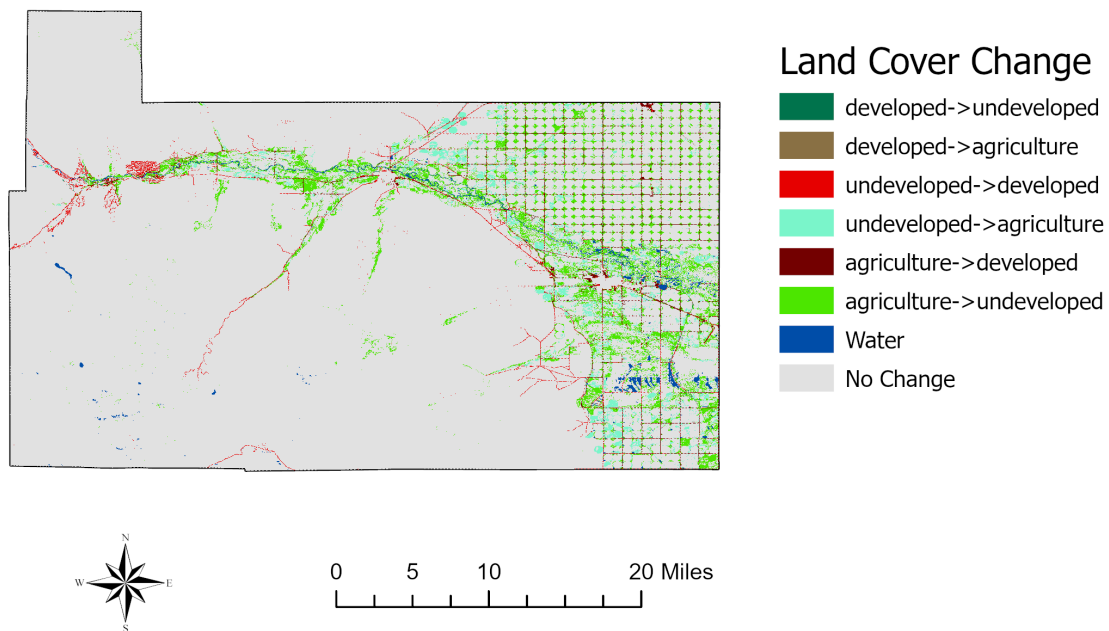 Land Cover Change
developed->undeveloped
developed->agriculture
undeveloped->developed
undeveloped->agriculture
agriculture->developed
agriculture->undeveloped
Water
No Change
N
W E
S
0 5 10 20 Miles